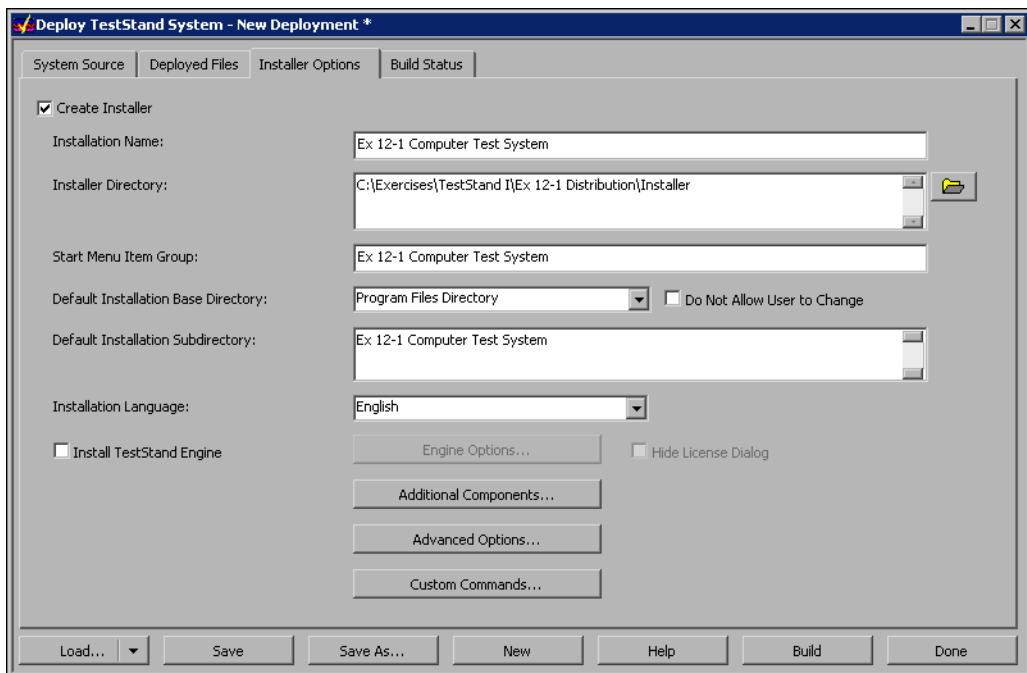 Deploy TestStand System - New Deployment *
System Source Deployed Files Installer Options Build Status
Create Installer
Installation Name: Ex 12-1 Computer Test System
Installer Directory: C:\Exercises\TestStand I\Ex 12-1 Distribution\Installer
Start Menu Item Group: Ex 12-1 Computer Test System
Default Installation Base Directory: Program Files Directory Do Not Allow User to Change
Default Installation Subdirectory: Ex 12-1 Computer Test System
Installation Language: English
Install TestStand Engine Engine Options... Hide License Dialog
Additional Components...
Advanced Options...
Custom Commands...
Load... Save Save As... New Help Build Done